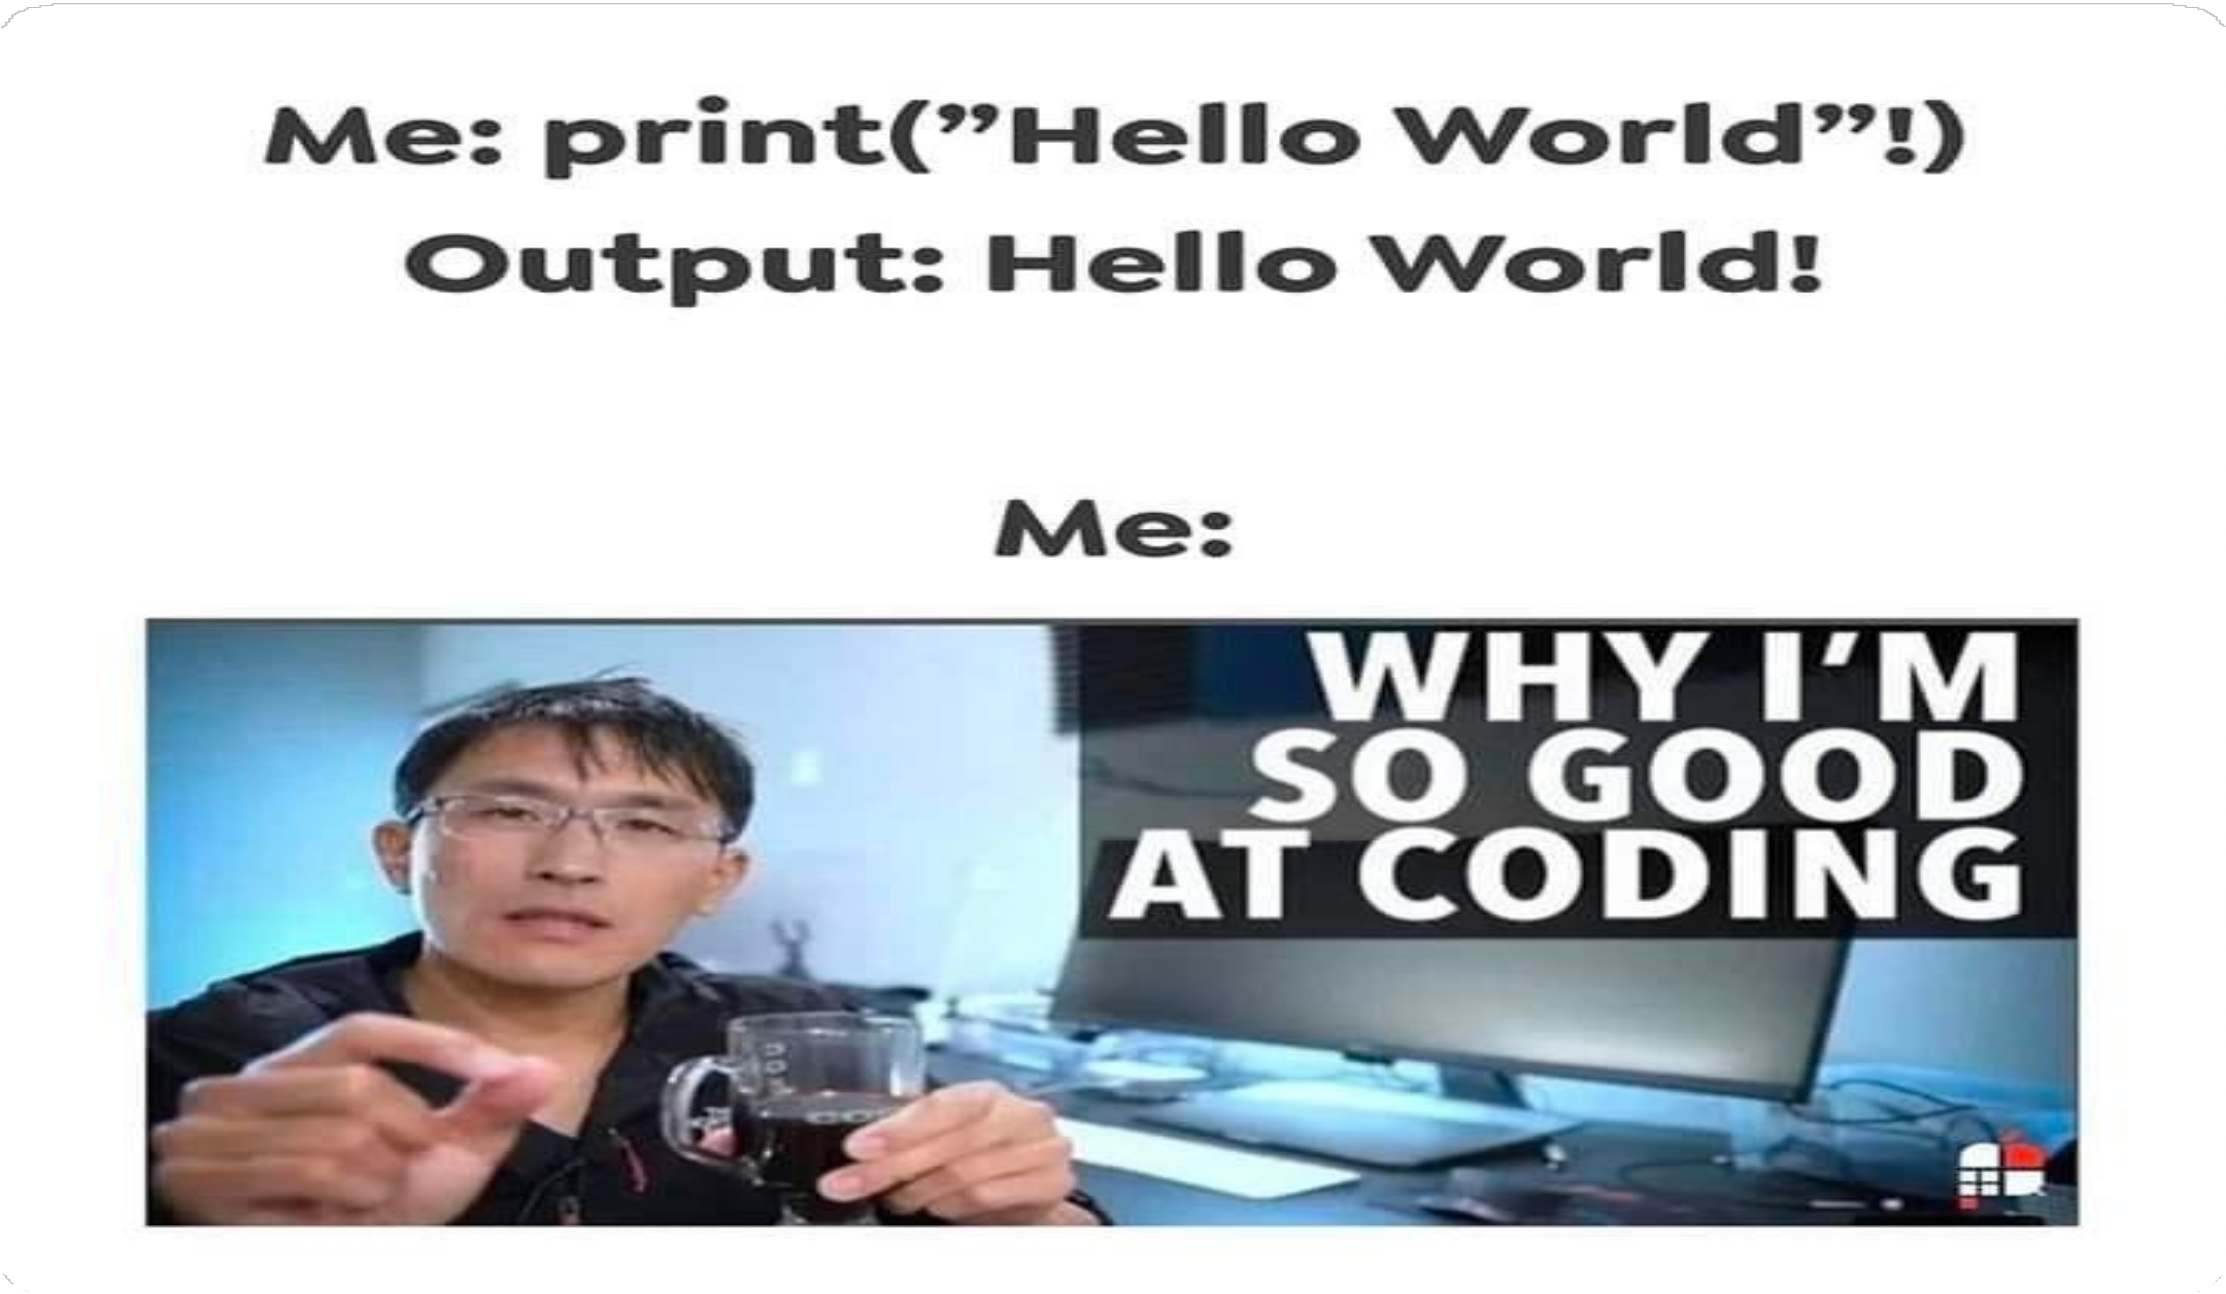 Me: print(”Hello World”!)
Output: Hello World!
Me:
WHY I’M
SO GOOD
AT CODING